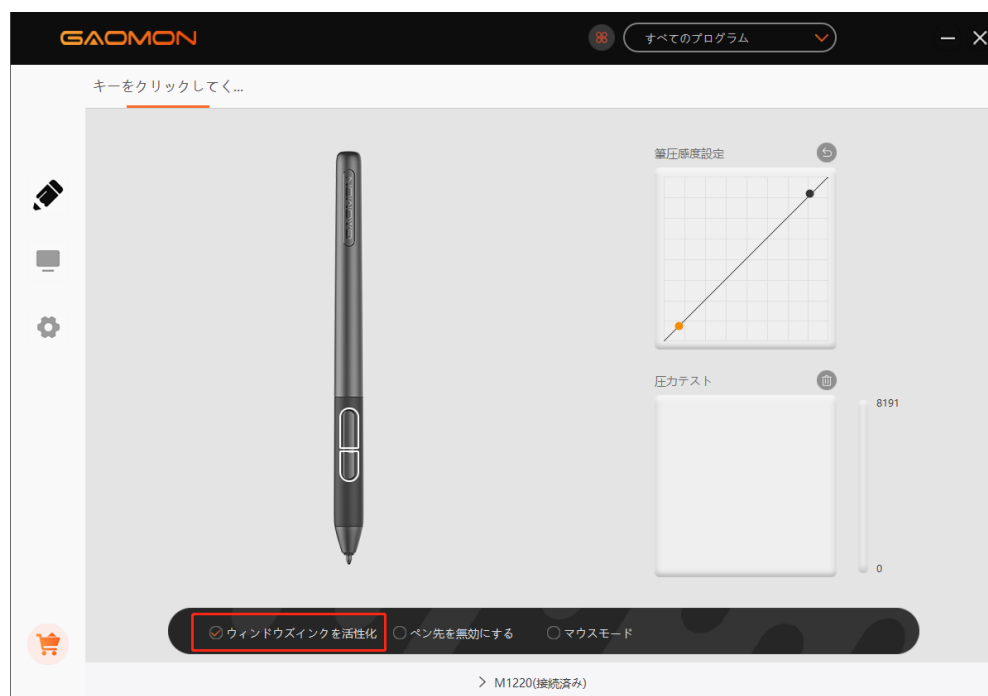 GAOMON
すべてのプログラム
キーをクリックしてく...
筆圧感度設定
GAOMON
圧力テスト
8191
0
ウィンドウズインクを活性化 ペン先を無効にする マウスモード
M1220(接続済み)